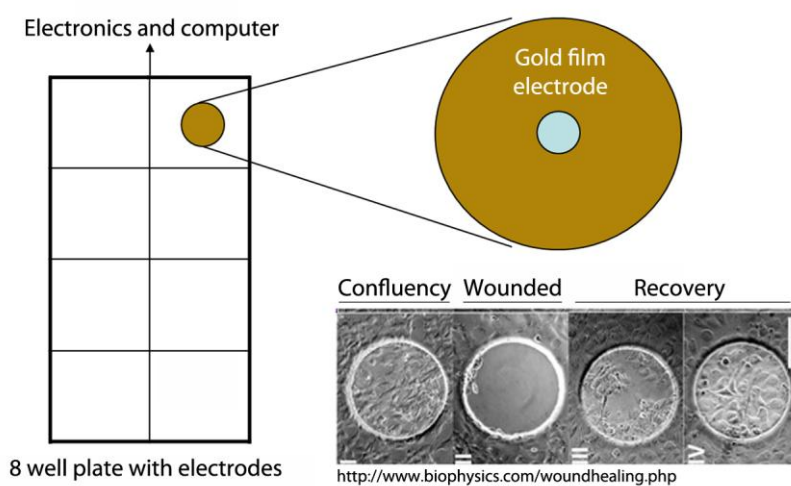 Electronics and computer
Gold film
electrode
Confluency Wounded Recovery
8 well plate with electrodes
http://www.biophysics.com/woundhealing.php